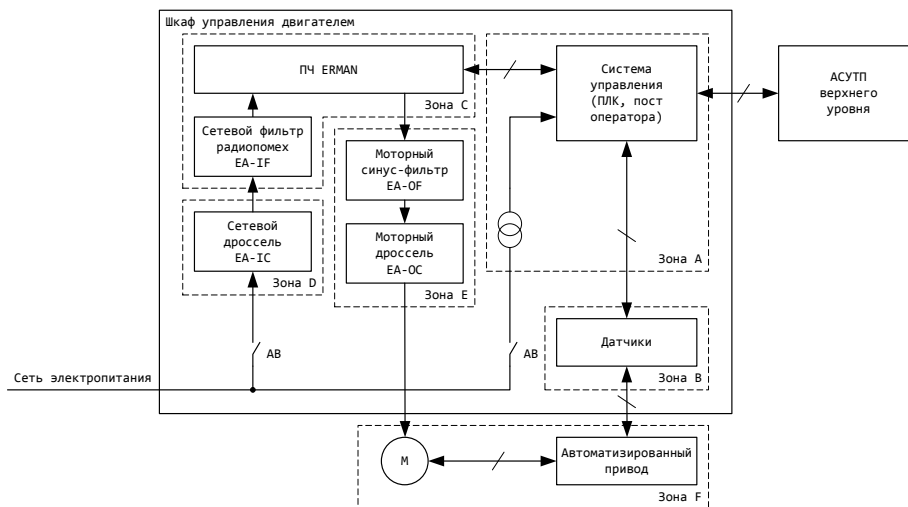 Шкаф управления двигателем
ПЧ ERMAN
Зона C
Сетевой фильтр
радиопомех
EA-IF
Сетевой
дроссель
EA-IC
Зона D
Моторный
синус-фильтр
EA-OF
Моторный
дроссель
EA-OC
Зона E
Система
управления
(ПЛК, пост
оператора)
Зона A
АСУТП
верхнего
уровня
АВ
АВ
Сеть электропитания
Датчики
Зона B
М
Автоматизированный
привод
Зона F